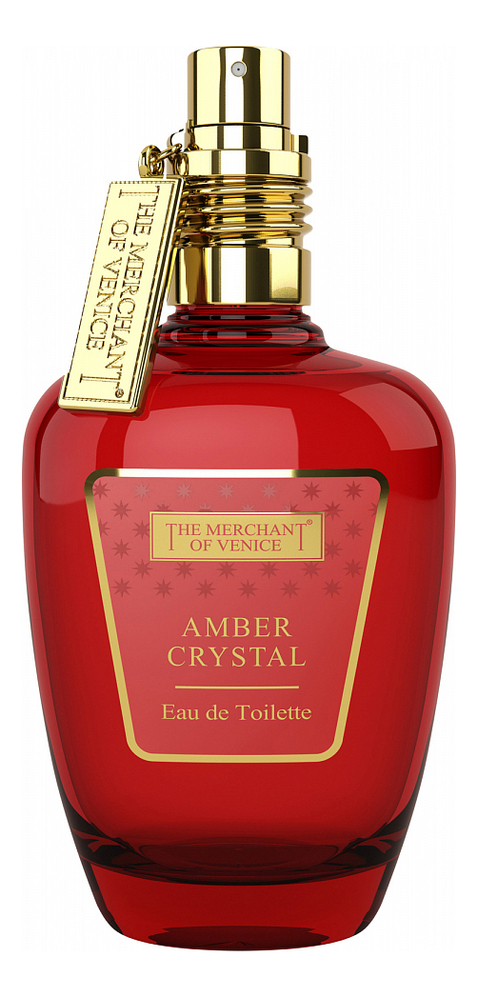 THE MERCHANT
OF VENICE®
THE MERCHANT®
OF VENICE
AMBER
CRYSTAL
Eau de Toilette